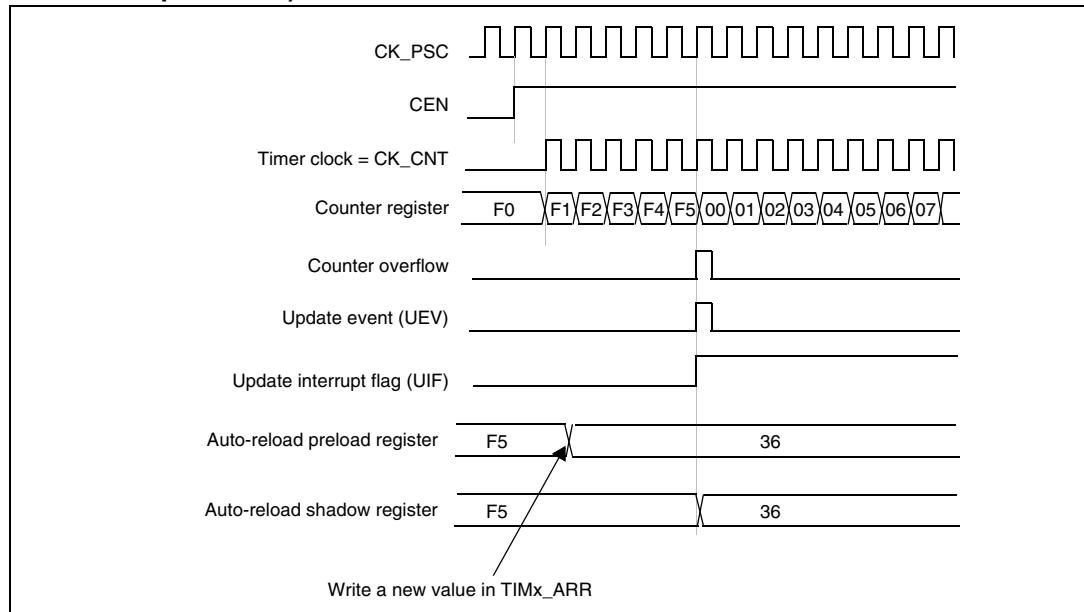 CK_PSC
CEN
Timer clock = CK_CNT
Counter register F0 F1 F2 F3 F4 F5 00 01 02 03 04 05 06 07
Counter overflow
Update event (UEV)
Update interrupt flag (UIF)
Auto-reload preload register F5 36
Auto-reload shadow register F5 36
Write a new value in TIMx_ARR